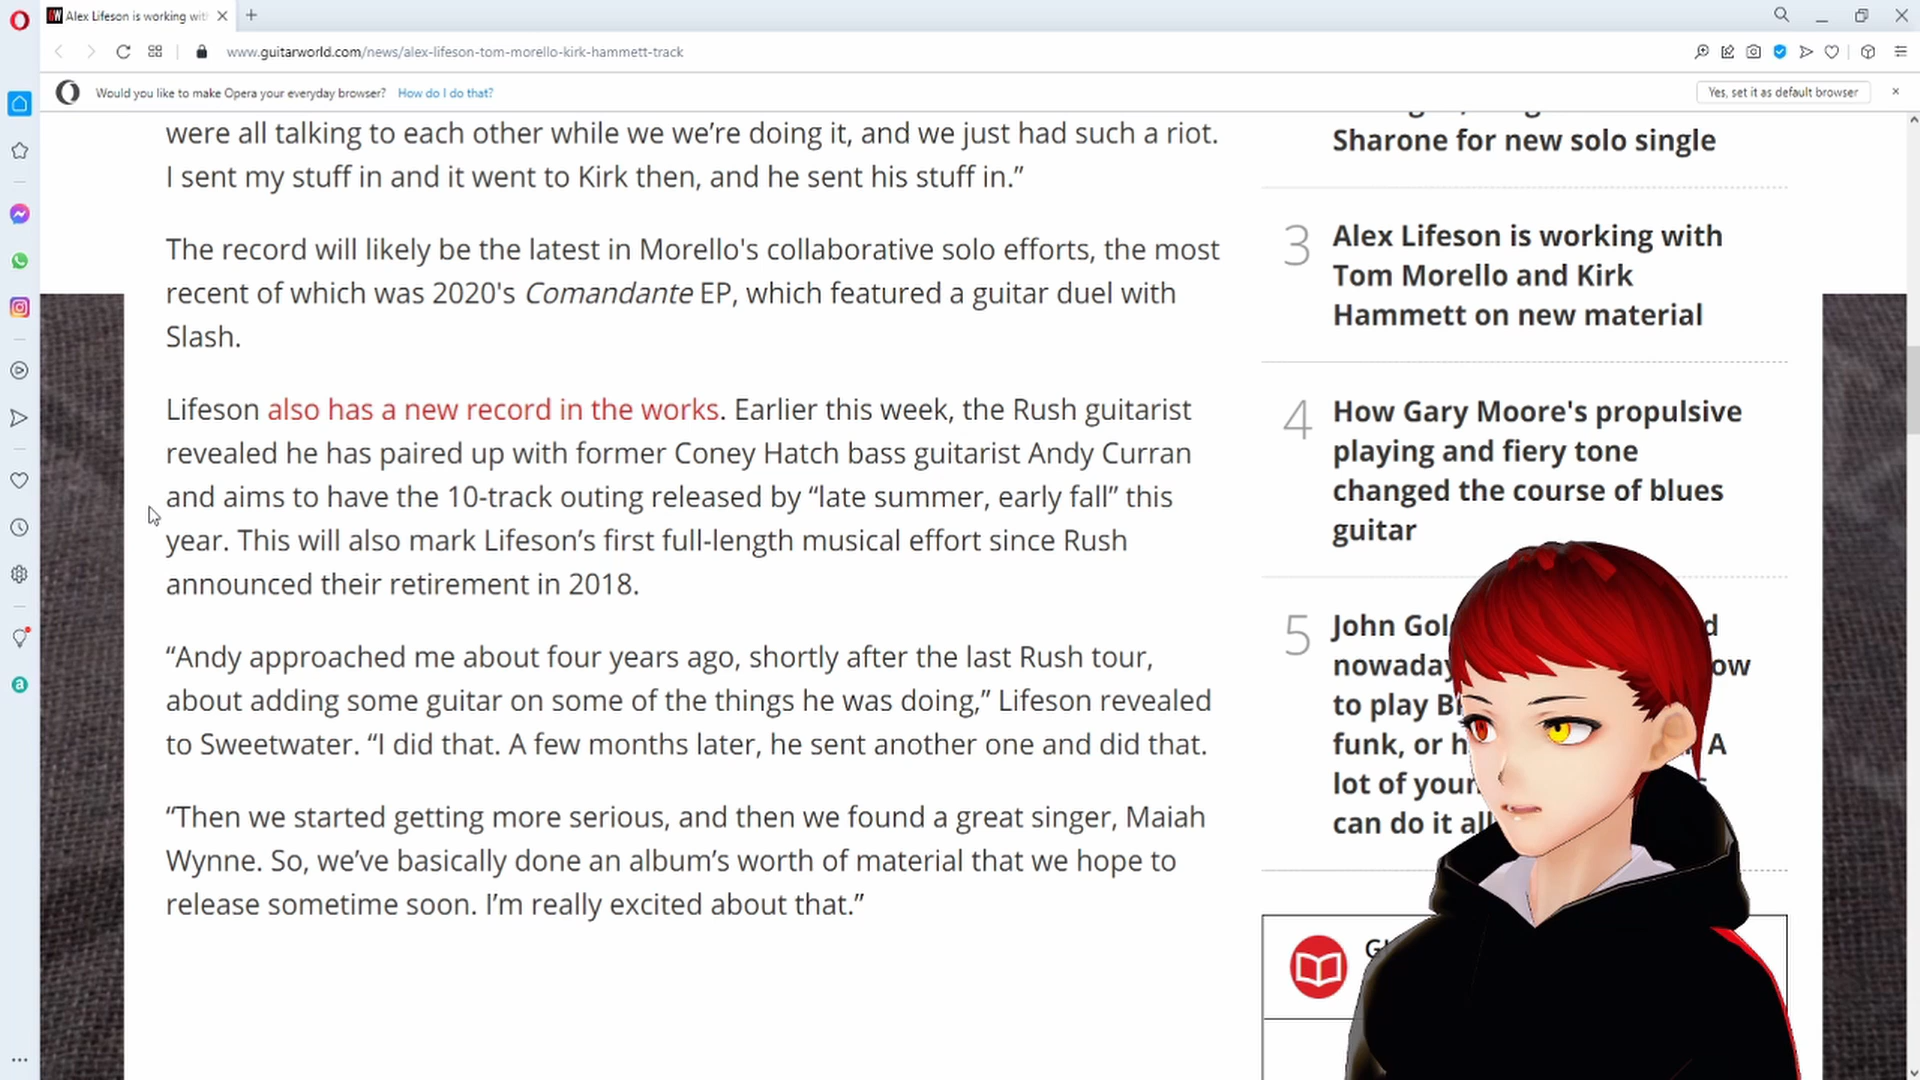 Alex Lifeson is working wit
www.guitarworld.com/news/alex-lifeson-tom-morello-kirk-hammett-track
Would you like to make Opera your everyday browser? How do I do that?
Yes, set it as default browser
were all talking to each other while we we’re doing it, and we just had such a riot.
I sent my stuff in and it went to Kirk then, and he sent his stuff in.”
The record will likely be the latest in Morello's collaborative solo efforts, the most
recent of which was 2020's Comandante EP, which featured a guitar duel with
Slash.
Lifeson also has a new record in the works. Earlier this week, the Rush guitarist
revealed he has paired up with former Coney Hatch bass guitarist Andy Curran
and aims to have the 10-track outing released by “late summer, early fall” this
year. This will also mark Lifeson’s first full-length musical effort since Rush
announced their retirement in 2018.
“Andy approached me about four years ago, shortly after the last Rush tour,
about adding some guitar on some of the things he was doing,” Lifeson revealed
to Sweetwater. “I did that. A few months later, he sent another one and did that.
“Then we started getting more serious, and then we found a great singer, Maiah
Wynne. So, we’ve basically done an album’s worth of material that we hope to
release sometime soon. I’m really excited about that.”
Sharone for new solo single
3
Alex Lifeson is working with
Tom Morello and Kirk
Hammett on new material
4
How Gary Moore's propulsive
playing and fiery tone
changed the course of blues
guitar
5
John
to play
funk, or A
lot of
can do it